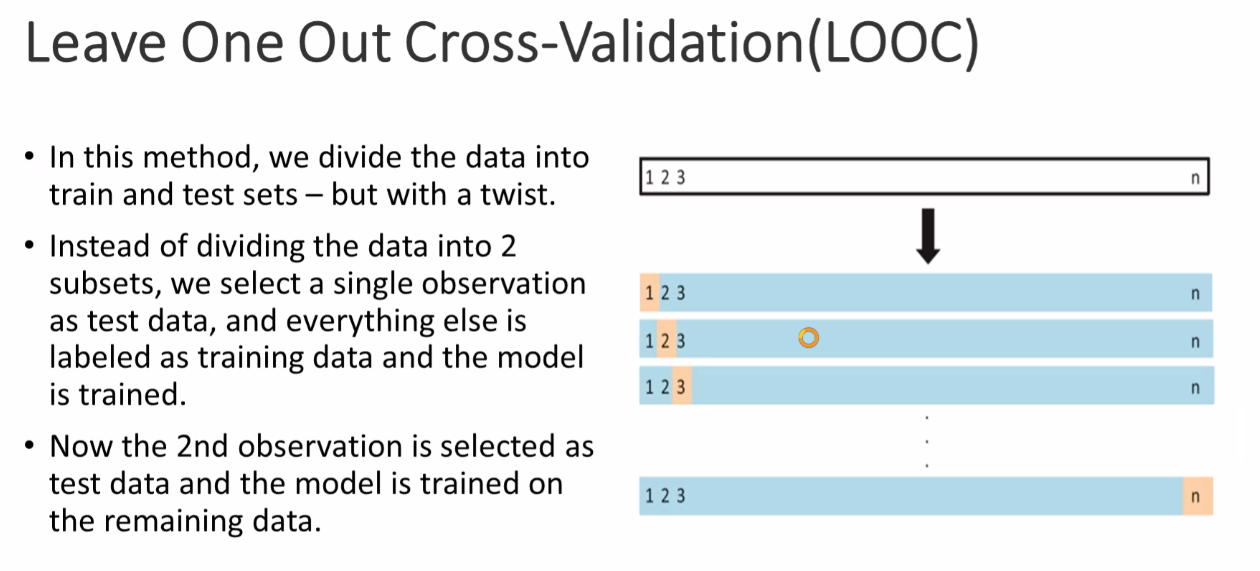 Leave One Out Cross-Validation(LOOC)
• In this method, we divide the data into
train and test sets – but with a twist.
• Instead of dividing the data into 2
subsets, we select a single observation
as test data, and everything else is
labeled as training data and the model
is trained.
• Now the 2nd observation is selected as
test data and the model is trained on
the remaining data.
1 2 3 n
1 2 3 n
1 2 3 n
1 2 3 n
1 2 3 n